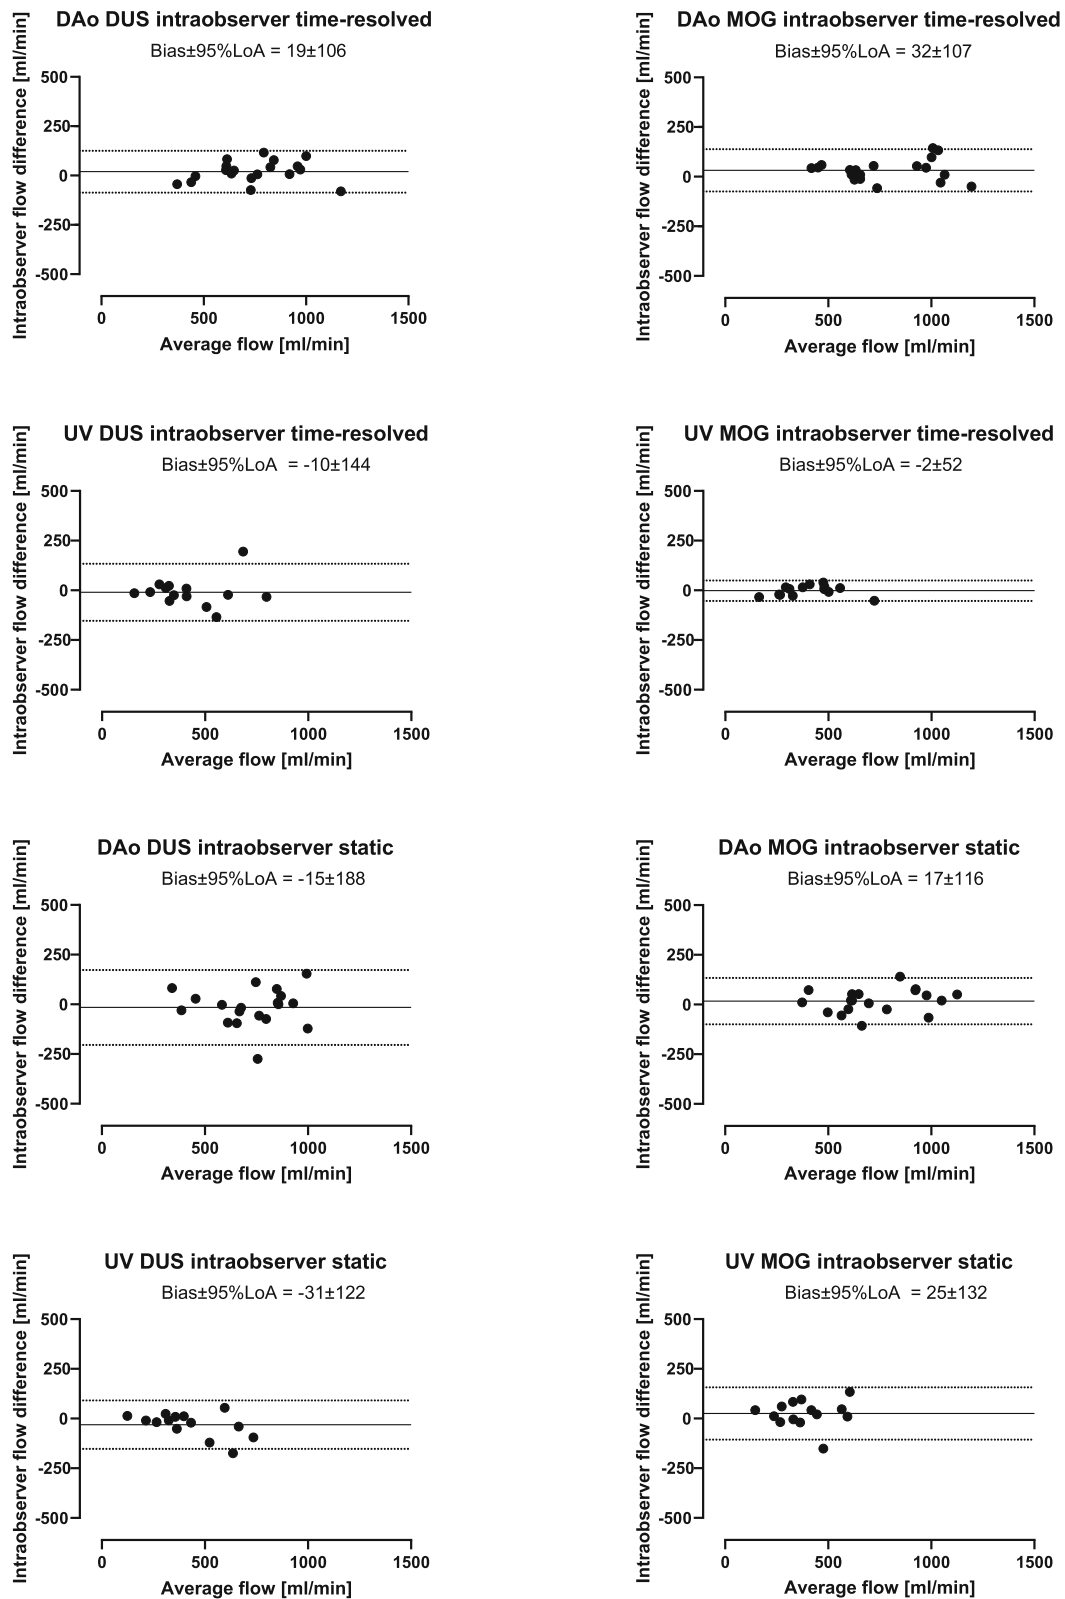 DAo DUS intraobserver time-resolved
Bias±95%LoA = 19±106
Intraobserver flow difference [ml/min]
500
250
0
-250
-500
0 500 1000 1500
Average flow [ml/min]
DAo MOG intraobserver time-resolved
Bias±95%LoA = 32±107
Intraobserver flow difference [ml/min]
500
250
0
-250
-500
0 500 1000 1500
Average flow [ml/min]
UV DUS intraobserver time-resolved
Bias±95%LoA = -10±144
Intraobserver flow difference [ml/min]
500
250
0
-250
-500
0 500 1000 1500
Average flow [ml/min]
UV MOG intraobserver time-resolved
Bias±95%LoA = -2±52
Intraobserver flow difference [ml/min]
500
250
0
-250
-500
0 500 1000 1500
Average flow [ml/min]
DAo DUS intraobserver static
Bias±95%LoA = -15±188
Intraobserver flow difference [ml/min]
500
250
0
-250
-500
0 500 1000 1500
Average flow [ml/min]
DAo MOG intraobserver static
Bias±95%LoA = 17±116
Intraobserver flow difference [ml/min]
500
250
0
-250
-500
0 500 1000 1500
Average flow [ml/min]
UV DUS intraobserver static
Bias±95%LoA = -31±122
Intraobserver flow difference [ml/min]
500
250
0
-250
-500
0 500 1000 1500
Average flow [ml/min]
UV MOG intraobserver static
Bias±95%LoA = 25±132
Intraobserver flow difference [ml/min]
500
250
0
-250
-500
0 500 1000 1500
Average flow [ml/min]